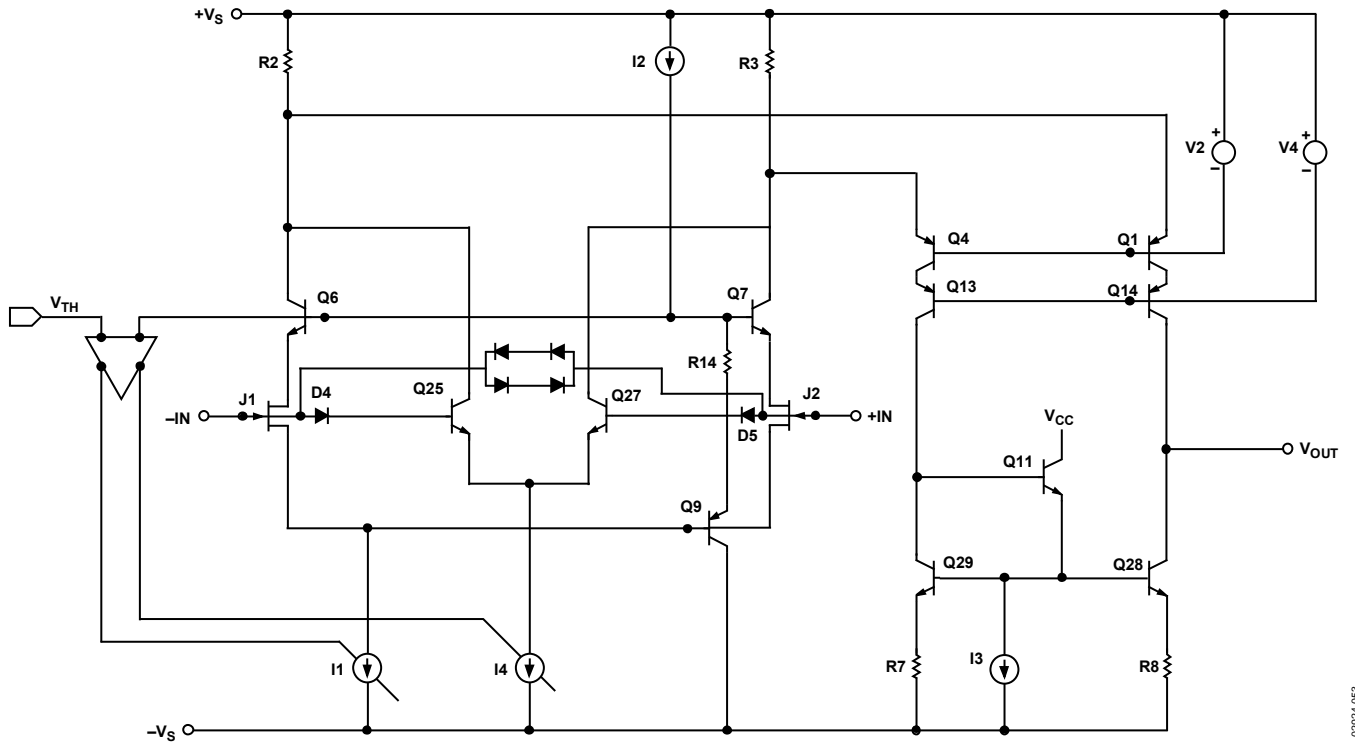 +VS
R2
I2
R3
V2
+
–
V4
+
–
Q4
Q1
Q13
Q14
VTH
Q6
Q7
R14
J1
D4
Q25
Q27
J2
–IN
D5
+IN
VCC
Q11
VOUT
Q9
Q29
Q28
I1
I4
R7
I3
R8
–VS